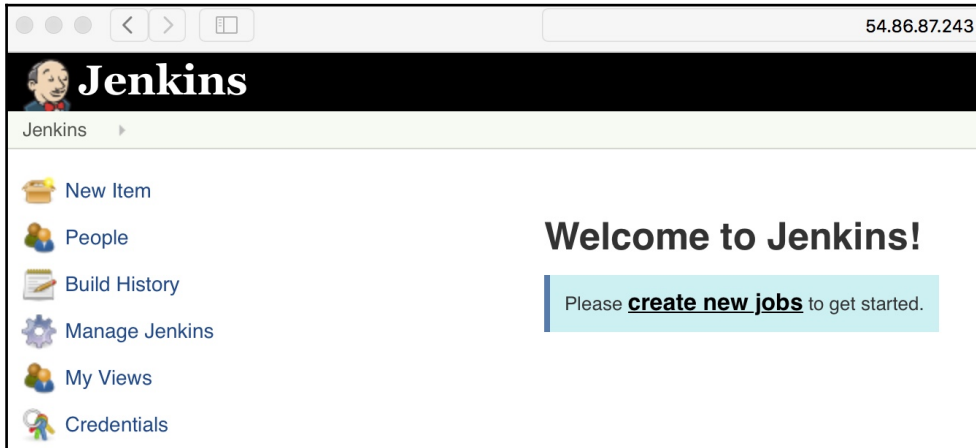 54.86.87.243
Jenkins
Jenkins
New Item
People
Build History
Manage Jenkins
My Views
Credentials
Welcome to Jenkins!
Please create new jobs to get started.